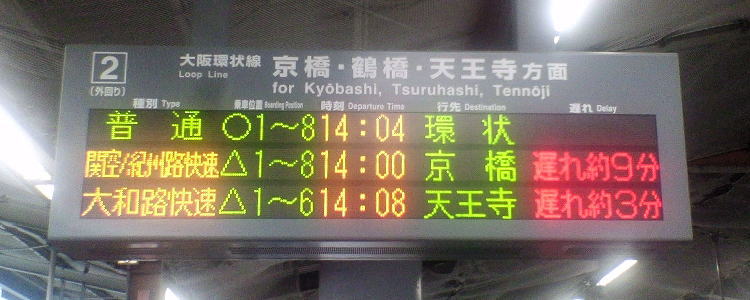 2 大阪環状線 京橋・鶴橋・天王寺方面
(外回り) Loop Line for Kyōbashi, Tsuruhashi, Tennōji
種別 Type 乗車位置 Boarding Position 時刻 Departure Time 行先 Destination 遅れ Delay
普通 ○1〜8 14:04 環状
関空/紀州路快速 △1〜8 14:00 京橋 遅れ約9分
大和路快速 △1〜6 14:08 天王寺 遅れ約3分